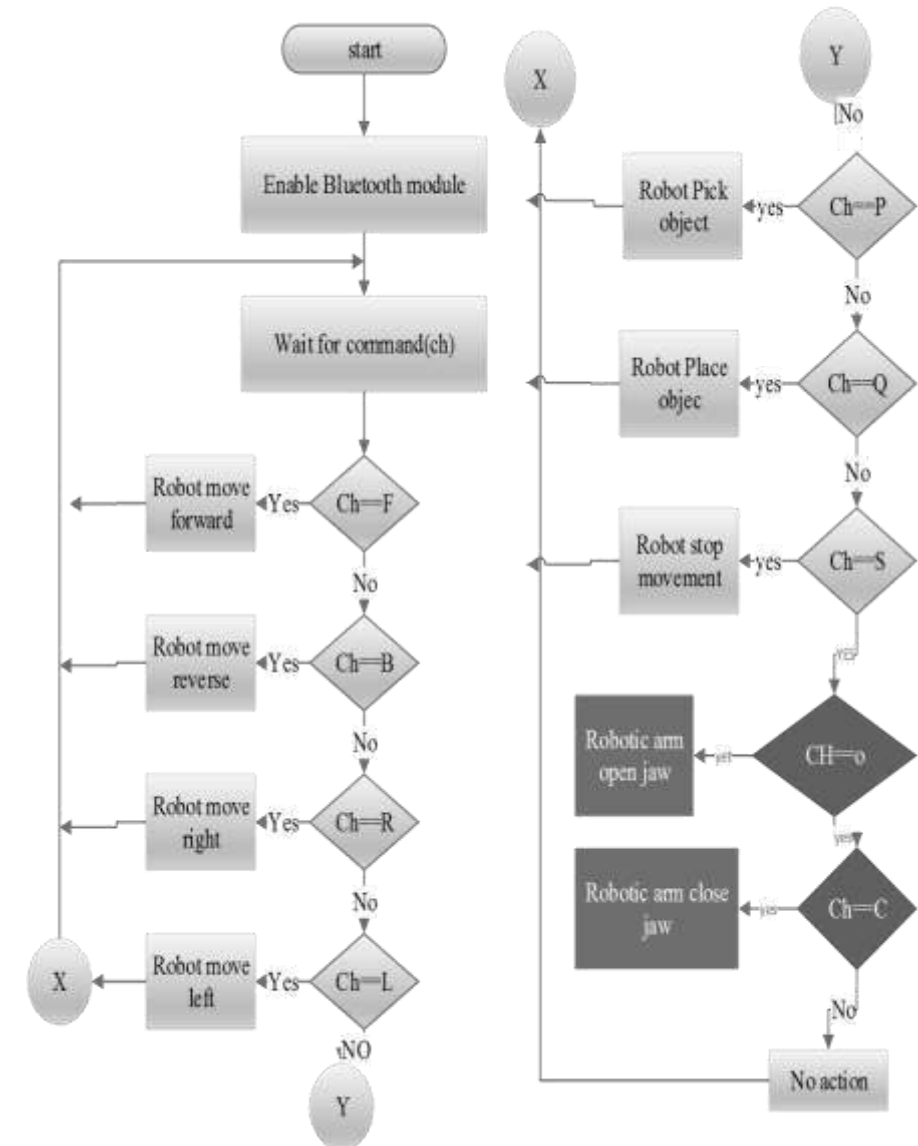 start
Enable Bluetooth module
Wait for command(ch)
Robot move
forward
Yes
Ch==F
No
Robot move
reverse
Yes
Ch==B
No
Robot move
right
Yes
Ch==R
No
X
Robot move
left
Yes
Ch==L
NO
Y
X
Y
No
Robot Pick
object
yes
Ch==P
No
Robot Place
objec
yes
Ch==Q
No
Robot stop
movement
yes
Ch==S
YES
Robotic arm
open jaw
yet
CH==o
yes
Robotic arm close
jaw
yes
Ch==C
No
No action